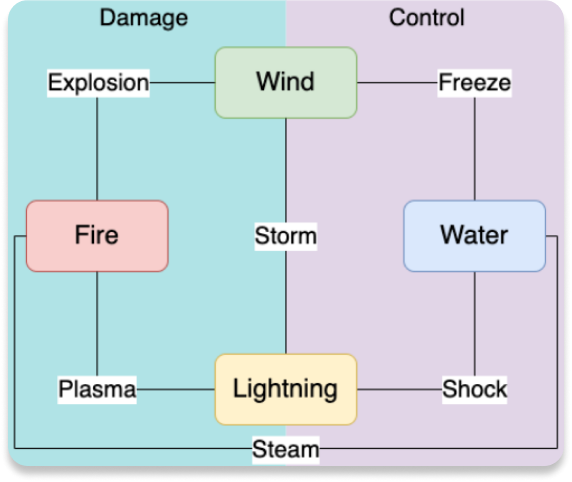 Damage
Control
Explosion
Wind
Freeze
Fire
Storm
Water
Plasma
Lightning
Shock
Steam